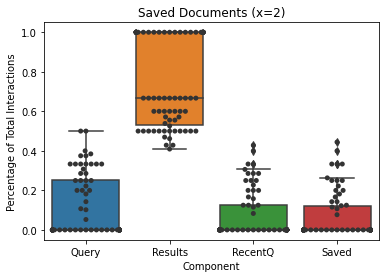 Saved Documents (x=2)
Percentage of Total Interactions
1.0
0.8
0.6
0.4
0.2
0.0
Query Results RecentQ Saved
Component